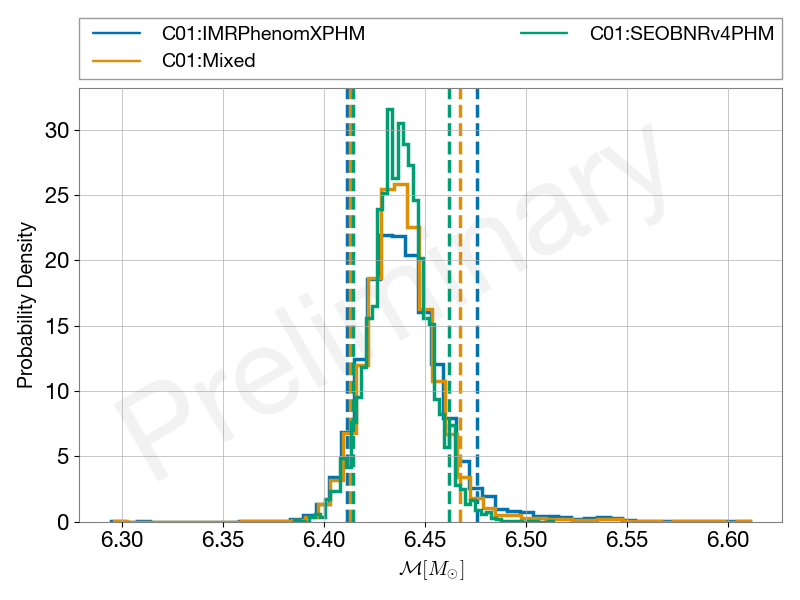 C01:IMRPhenomXPHM
C01:Mixed
C01:SEOBNRv4PHM
Preliminary
Probability Density
30
25
20
15
10
5
0
6.30 6.35 6.40 6.45 6.50 6.55 6.60
ℳ[M⊙]